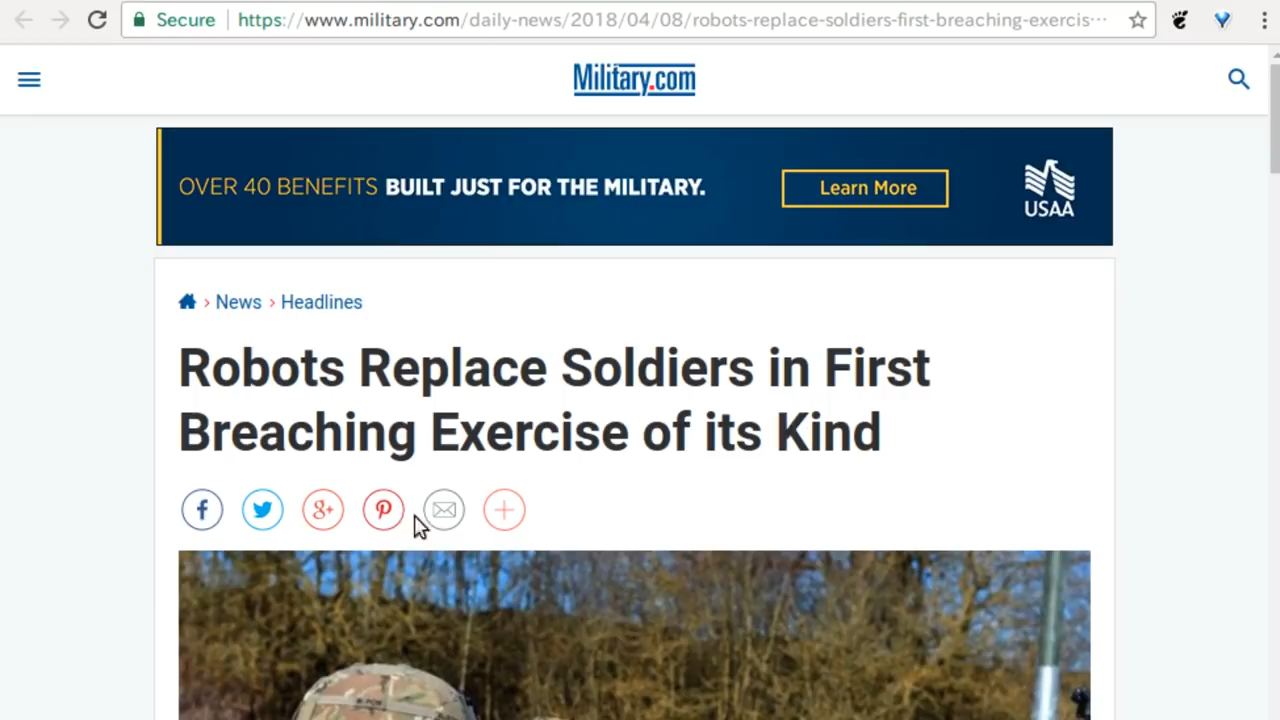 Secure https://www.military.com/daily-news/2018/04/08/robots-replace-soldiers-first-breaching-exercis···
Military.com
OVER 40 BENEFITS BUILT JUST FOR THE MILITARY.
Learn More
USAA
> News > Headlines
Robots Replace Soldiers in First
Breaching Exercise of its Kind